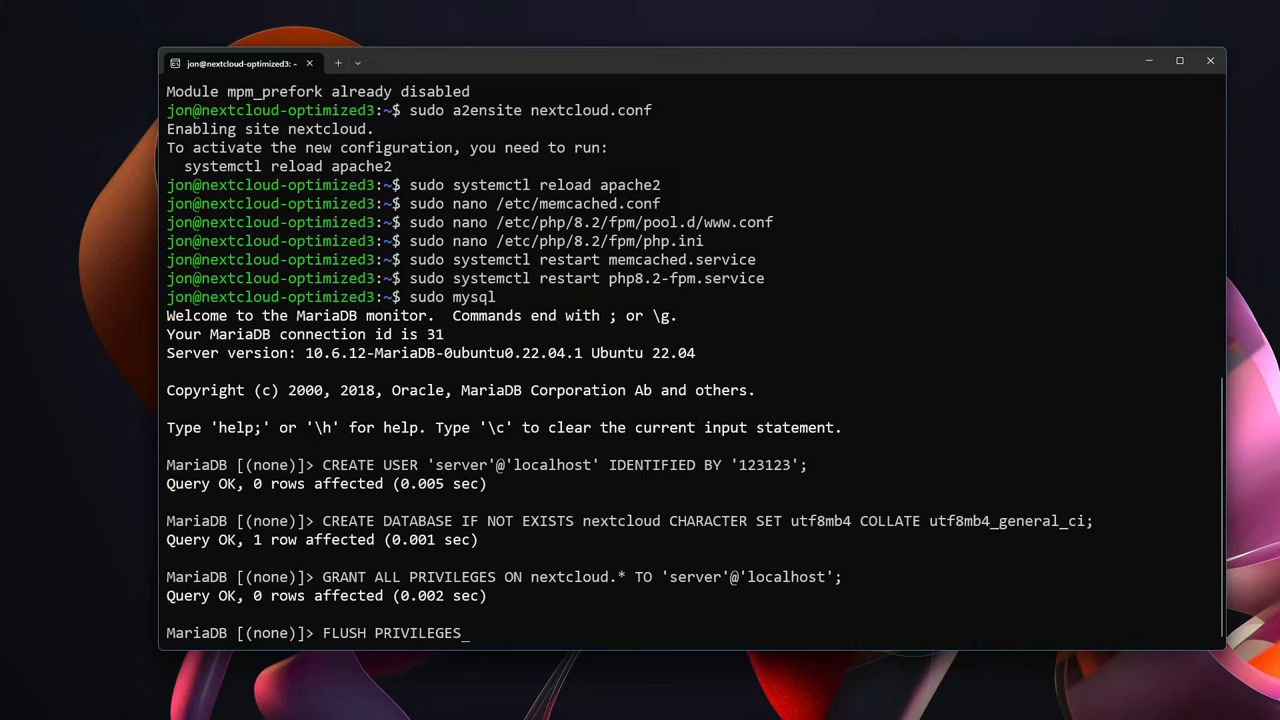 jon@nextcloud-optimized3: ~
Module mpm_prefork already disabled
jon@nextcloud-optimized3:~$ sudo a2ensite nextcloud.conf
Enabling site nextcloud.
To activate the new configuration, you need to run:
  systemctl reload apache2
jon@nextcloud-optimized3:~$ sudo systemctl reload apache2
jon@nextcloud-optimized3:~$ sudo nano /etc/memcached.conf
jon@nextcloud-optimized3:~$ sudo nano /etc/php/8.2/fpm/pool.d/www.conf
jon@nextcloud-optimized3:~$ sudo nano /etc/php/8.2/fpm/php.ini
jon@nextcloud-optimized3:~$ sudo systemctl restart memcached.service
jon@nextcloud-optimized3:~$ sudo systemctl restart php8.2-fpm.service
jon@nextcloud-optimized3:~$ sudo mysql
Welcome to the MariaDB monitor.  Commands end with ; or \g.
Your MariaDB connection id is 31
Server version: 10.6.12-MariaDB-0ubuntu0.22.04.1 Ubuntu 22.04
Copyright (c) 2000, 2018, Oracle, MariaDB Corporation Ab and others.
Type 'help;' or '\h' for help. Type '\c' to clear the current input statement.
MariaDB [(none)]> CREATE USER 'server'@'localhost' IDENTIFIED BY '123123';
Query OK, 0 rows affected (0.005 sec)
MariaDB [(none)]> CREATE DATABASE IF NOT EXISTS nextcloud CHARACTER SET utf8mb4 COLLATE utf8mb4_general_ci;
Query OK, 1 row affected (0.001 sec)
MariaDB [(none)]> GRANT ALL PRIVILEGES ON nextcloud.* TO 'server'@'localhost';
Query OK, 0 rows affected (0.002 sec)
MariaDB [(none)]> FLUSH PRIVILEGES_